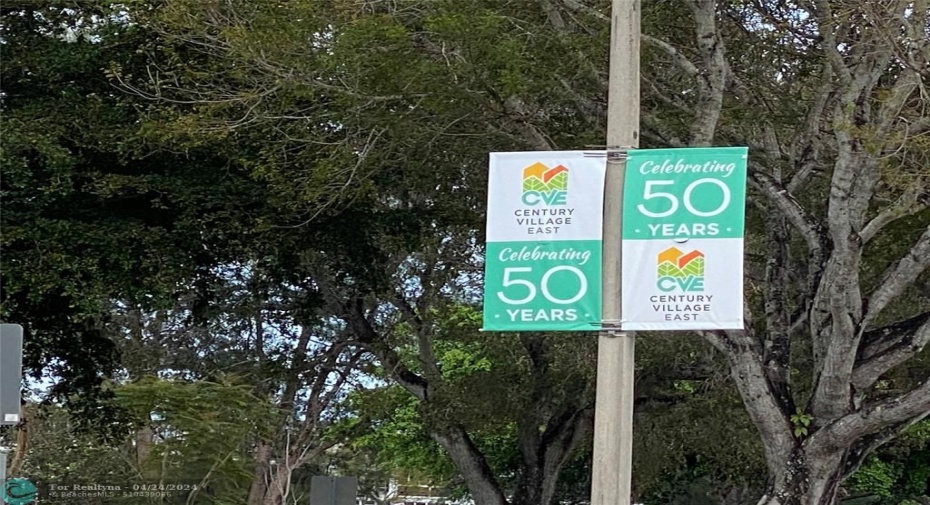 CVE
CENTURY
VILLAGE
EAST
Celebrating
50
· YEARS ·
Celebrating
50
· YEARS ·
CVE
CENTURY
VILLAGE
EAST
For Realtyna - 04/24/2024